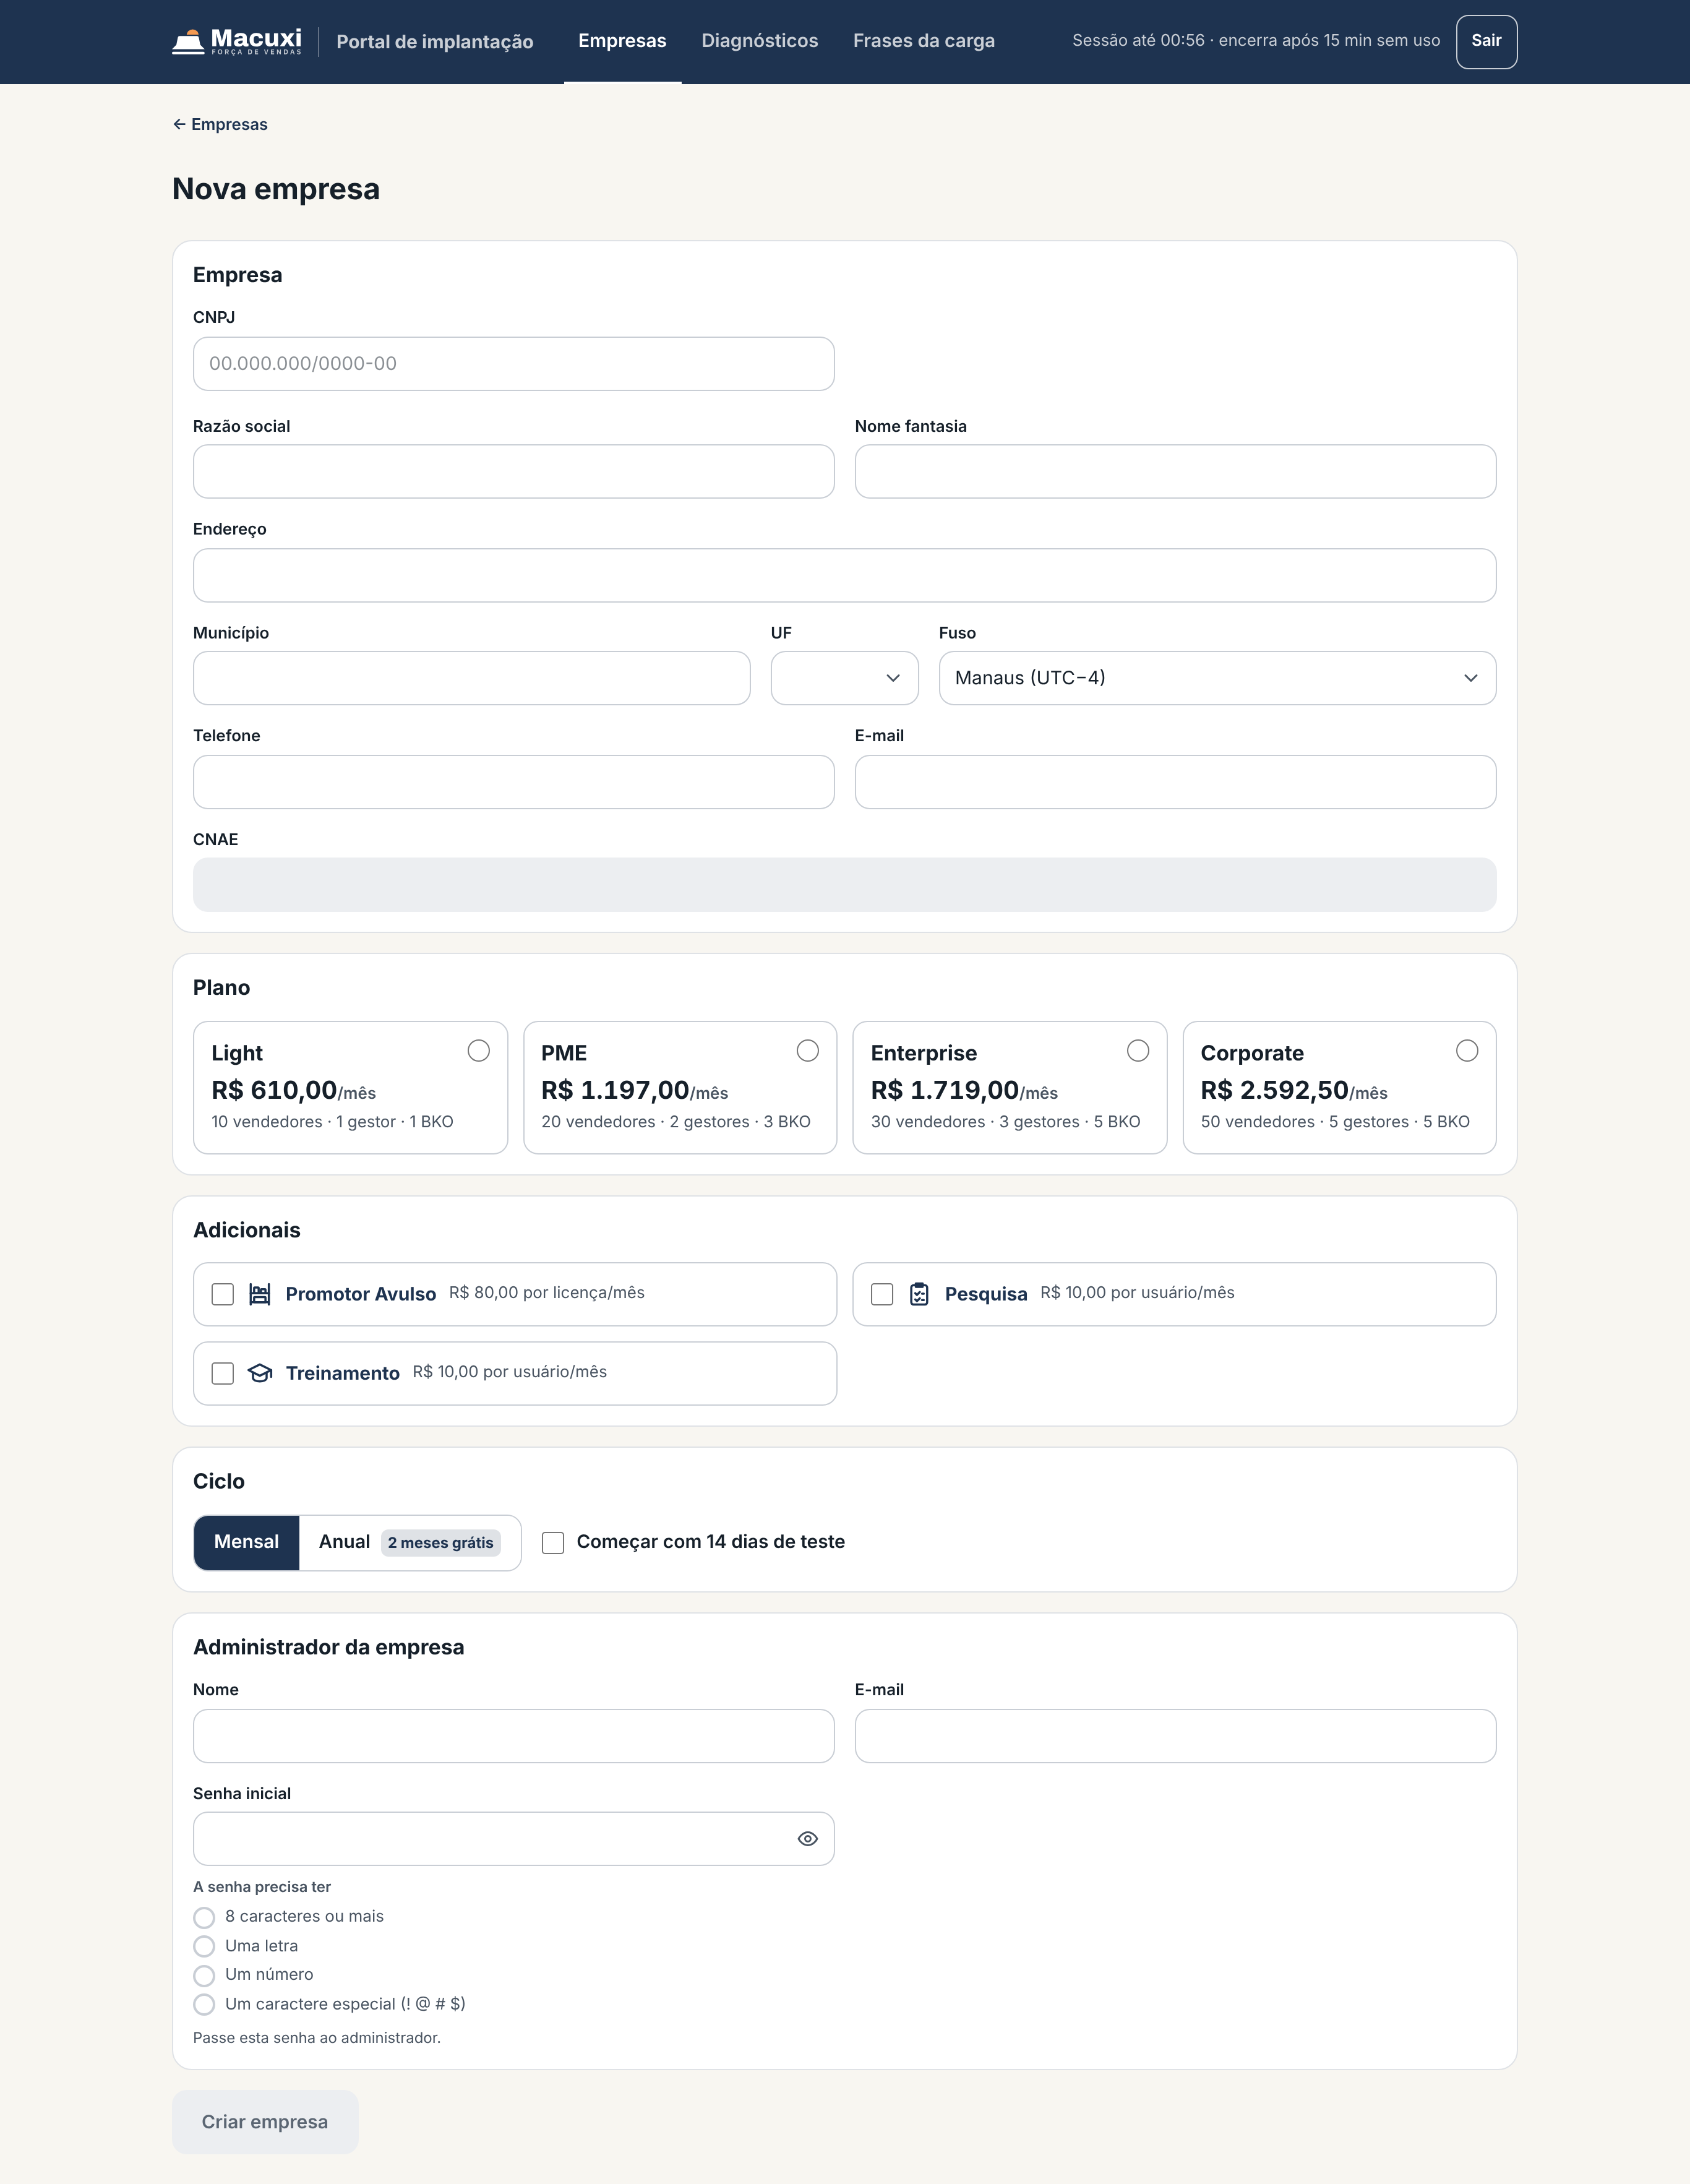 Macuxi
FORÇA DE VENDAS
Portal de implantação
Empresas
Diagnósticos
Frases da carga
Sessão até 00:56 · encerra após 15 min sem uso
Sair
← Empresas
Nova empresa
Empresa
CNPJ
00.000.000/0000-00
Razão social
Nome fantasia
Endereço
Município
UF
Fuso
Manaus (UTC−4)
Telefone
E-mail
CNAE
Plano
Light
R$ 610,00/mês
10 vendedores · 1 gestor · 1 BKO
PME
R$ 1.197,00/mês
20 vendedores · 2 gestores · 3 BKO
Enterprise
R$ 1.719,00/mês
30 vendedores · 3 gestores · 5 BKO
Corporate
R$ 2.592,50/mês
50 vendedores · 5 gestores · 5 BKO
Adicionais
Promotor Avulso R$ 80,00 por licença/mês
Pesquisa R$ 10,00 por usuário/mês
Treinamento R$ 10,00 por usuário/mês
Ciclo
Mensal
Anual 2 meses grátis
Começar com 14 dias de teste
Administrador da empresa
Nome
E-mail
Senha inicial
A senha precisa ter
8 caracteres ou mais
Uma letra
Um número
Um caractere especial (! @ # $)
Passe esta senha ao administrador.
Criar empresa